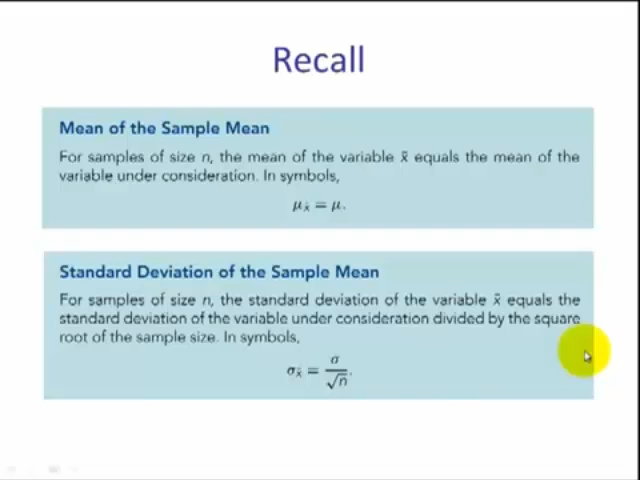 Recall
Mean of the Sample Mean
For samples of size n, the mean of the variable x̄ equals the mean of the
variable under consideration. In symbols,
μx̄ = μ.
Standard Deviation of the Sample Mean
For samples of size n, the standard deviation of the variable x̄ equals the
standard deviation of the variable under consideration divided by the square
root of the sample size. In symbols,
σx̄ = σ/√n.